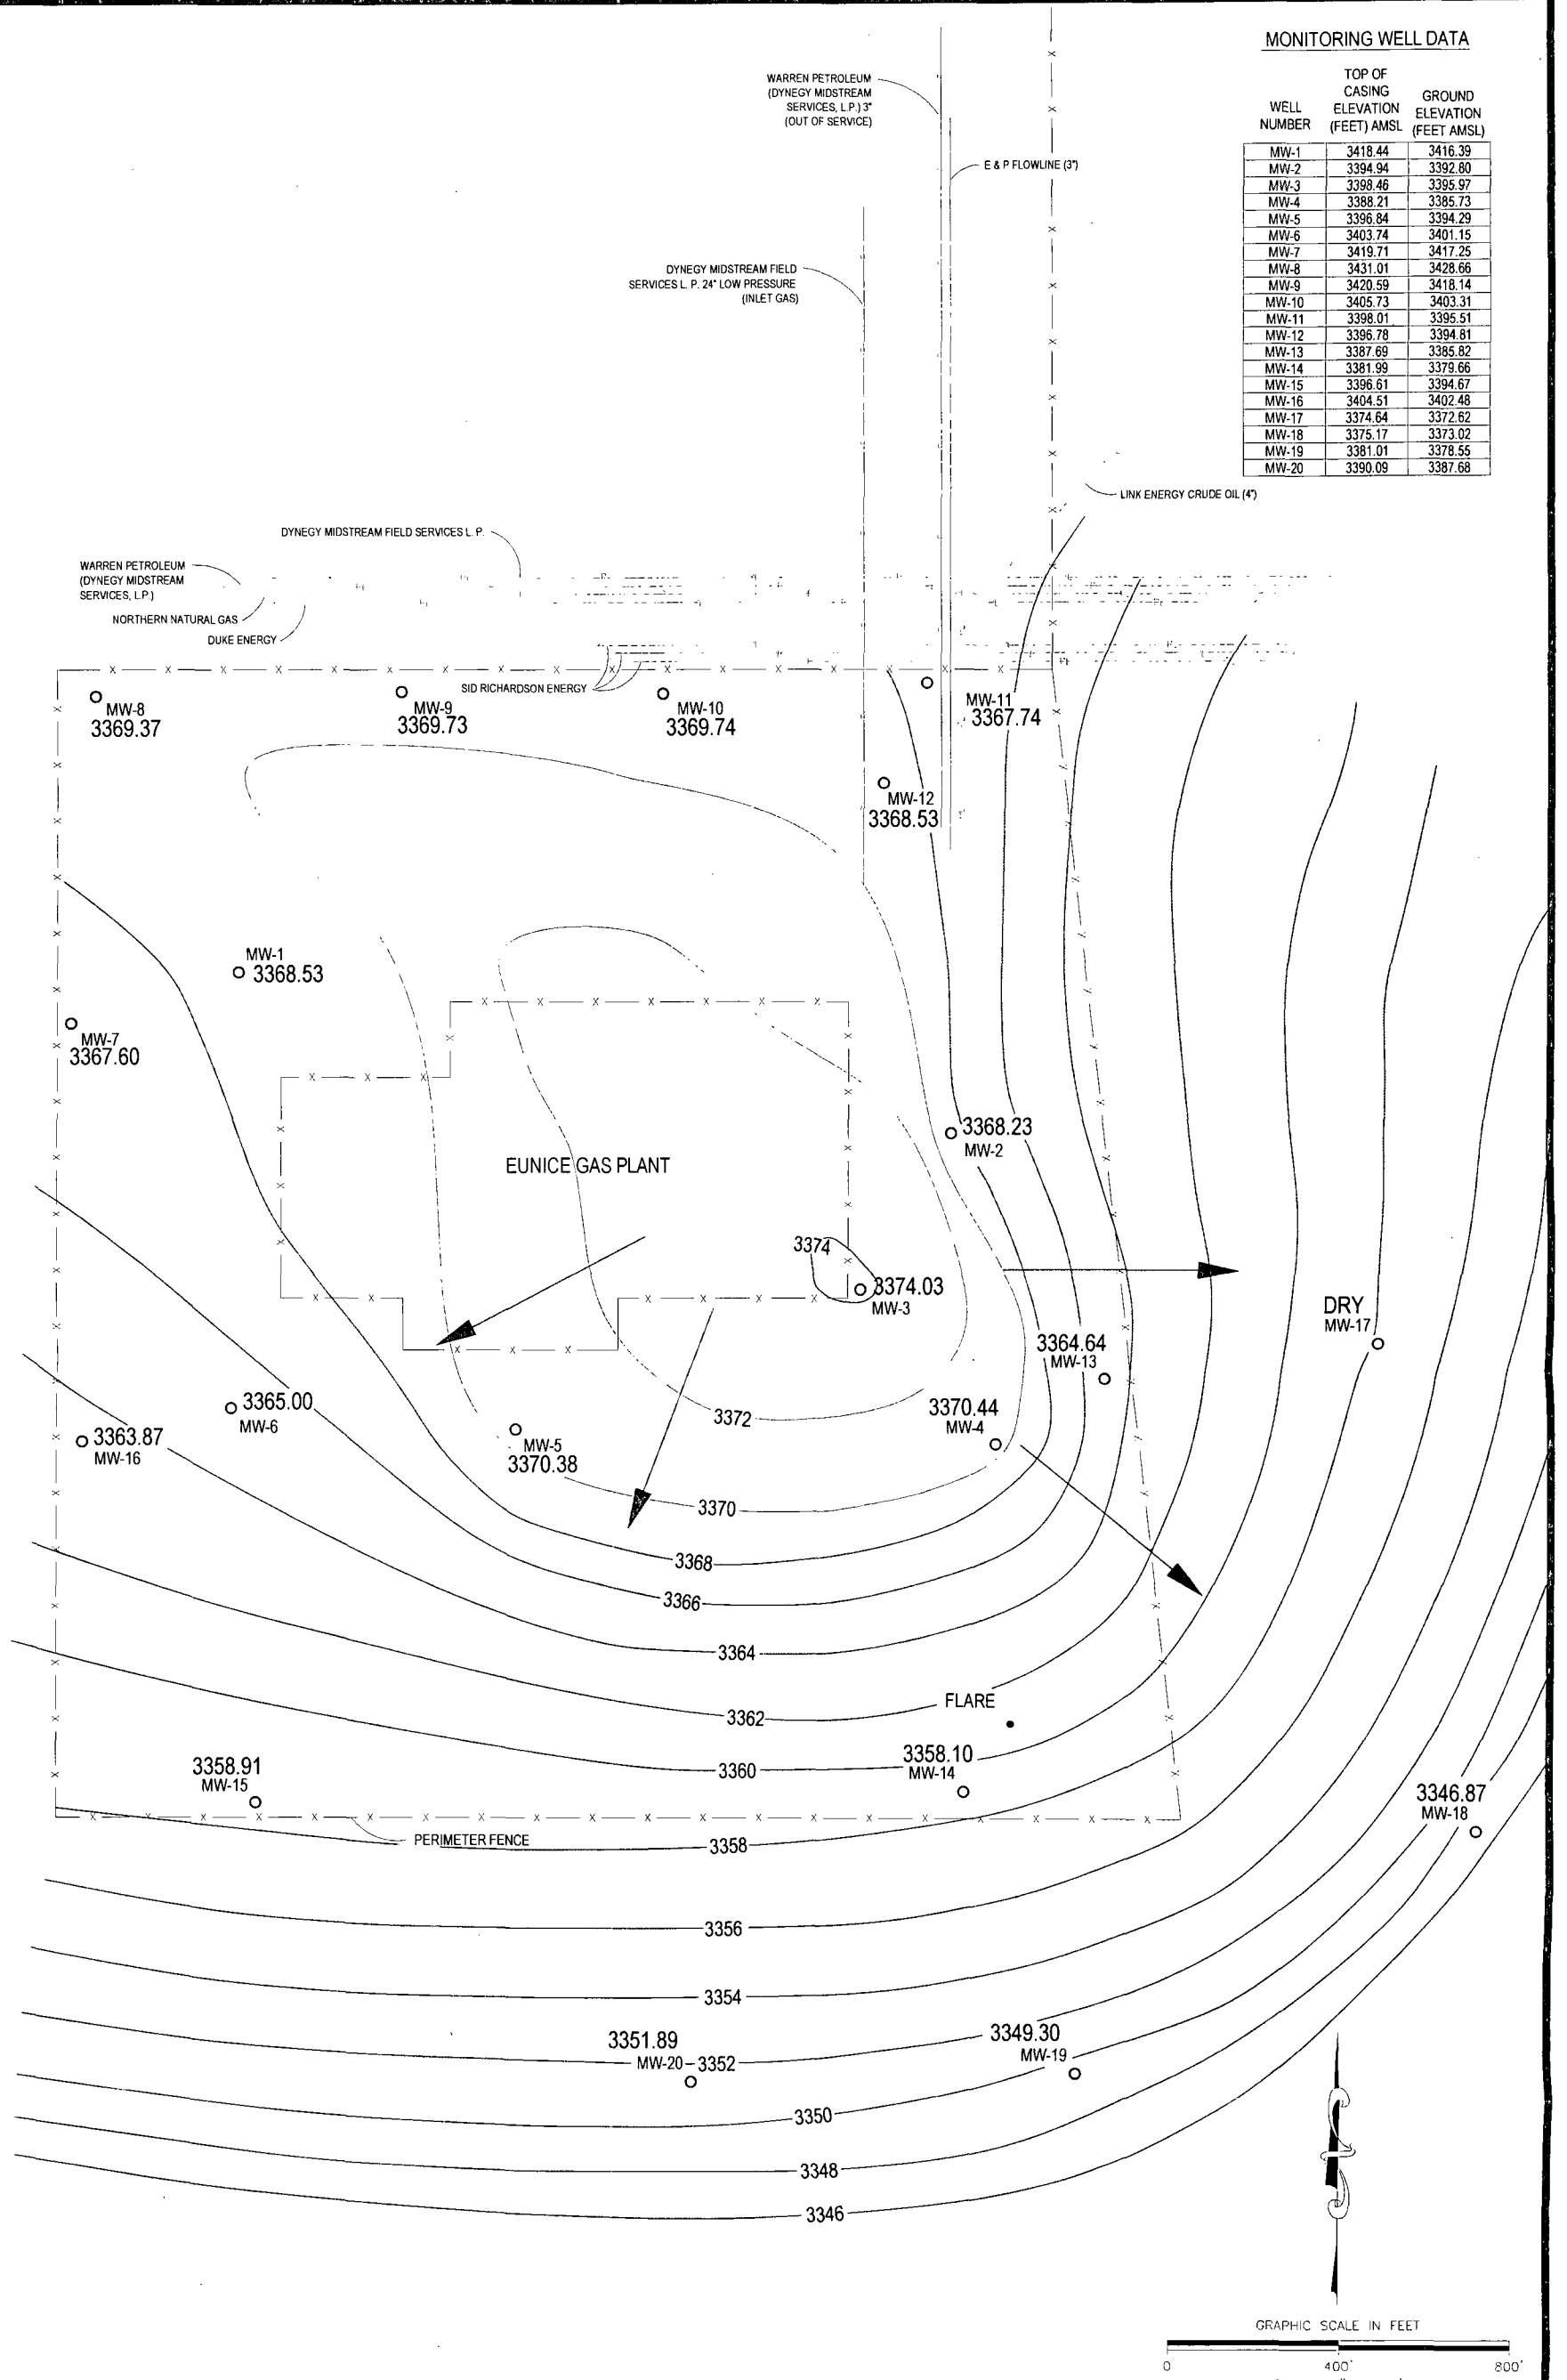 MONITORING WELL DATA
WELL NUMBER TOP OF CASING ELEVATION (FEET) AMSL GROUND ELEVATION (FEET AMSL)
MW-1 3418.44 3416.39
MW-2 3394.94 3392.80
MW-3 3398.46 3395.97
MW-4 3388.21 3385.73
MW-5 3396.84 3394.29
MW-6 3403.74 3401.15
MW-7 3419.71 3417.25
MW-8 3431.01 3428.66
MW-9 3420.59 3418.14
MW-10 3405.73 3403.31
MW-11 3398.01 3395.51
MW-12 3396.78 3394.81
MW-13 3387.69 3385.82
MW-14 3381.99 3379.66
MW-15 3396.61 3394.67
MW-16 3404.51 3402.48
MW-17 3374.64 3372.62
MW-18 3375.17 3373.02
MW-19 3381.01 3378.55
MW-20 3390.09 3387.68
WARREN PETROLEUM
(DYNEGY MIDSTREAM
SERVICES, L.P.) 3"
(OUT OF SERVICE)
E & P FLOWLINE (3")
DYNEGY MIDSTREAM FIELD
SERVICES L. P. 24" LOW PRESSURE
(INLET GAS)
LINK ENERGY CRUDE OIL (4")
DYNEGY MIDSTREAM FIELD SERVICES L. P.
WARREN PETROLEUM
(DYNEGY MIDSTREAM
SERVICES, L.P.)
NORTHERN NATURAL GAS
DUKE ENERGY
SID RICHARDSON ENERGY
MW-8
3369.37
MW-9
3369.73
MW-10
3369.74
MW-11
3367.74
MW-12
3368.53
MW-1
3368.53
MW-7
3367.60
3368.23
MW-2
EUNICE GAS PLANT
3374
3374.03
MW-3
DRY
MW-17
3364.64
MW-13
3365.00
MW-6
3363.87
MW-16
3370.44
MW-4
3372
MW-5
3370.38
3370
3368
3366
3364
FLARE
3362
3360
3358.10
MW-14
3358.91
MW-15
3346.87
MW-18
PERIMETER FENCE
3358
3356
3354
3351.89
MW-20
3352
3349.30
MW-19
3350
3348
3346
GRAPHIC SCALE IN FEET
0 400' 800'